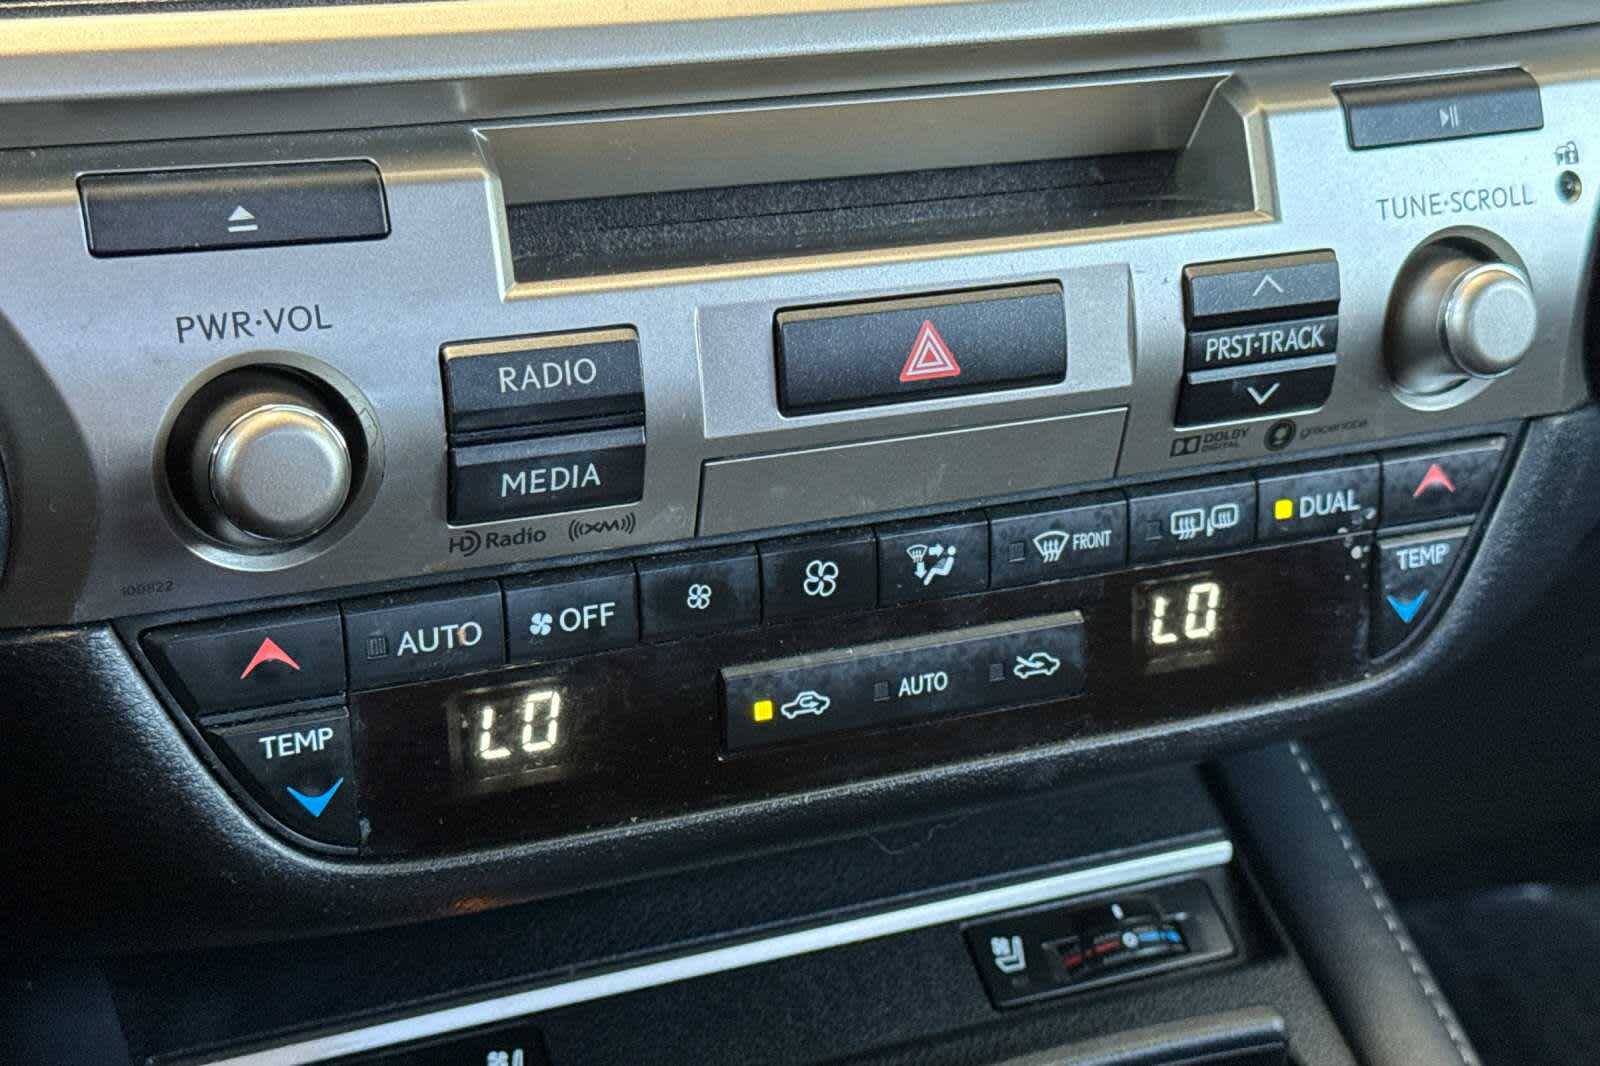 TUNE·SCROLL
PWR·VOL
RADIO
PRST·TRACK
MEDIA
DOLBY
DIGITAL
gracenote
HD Radio
((XM))
100822
DUAL
FRONT
AUTO
OFF
TEMP
LO
AUTO
LO
TEMP